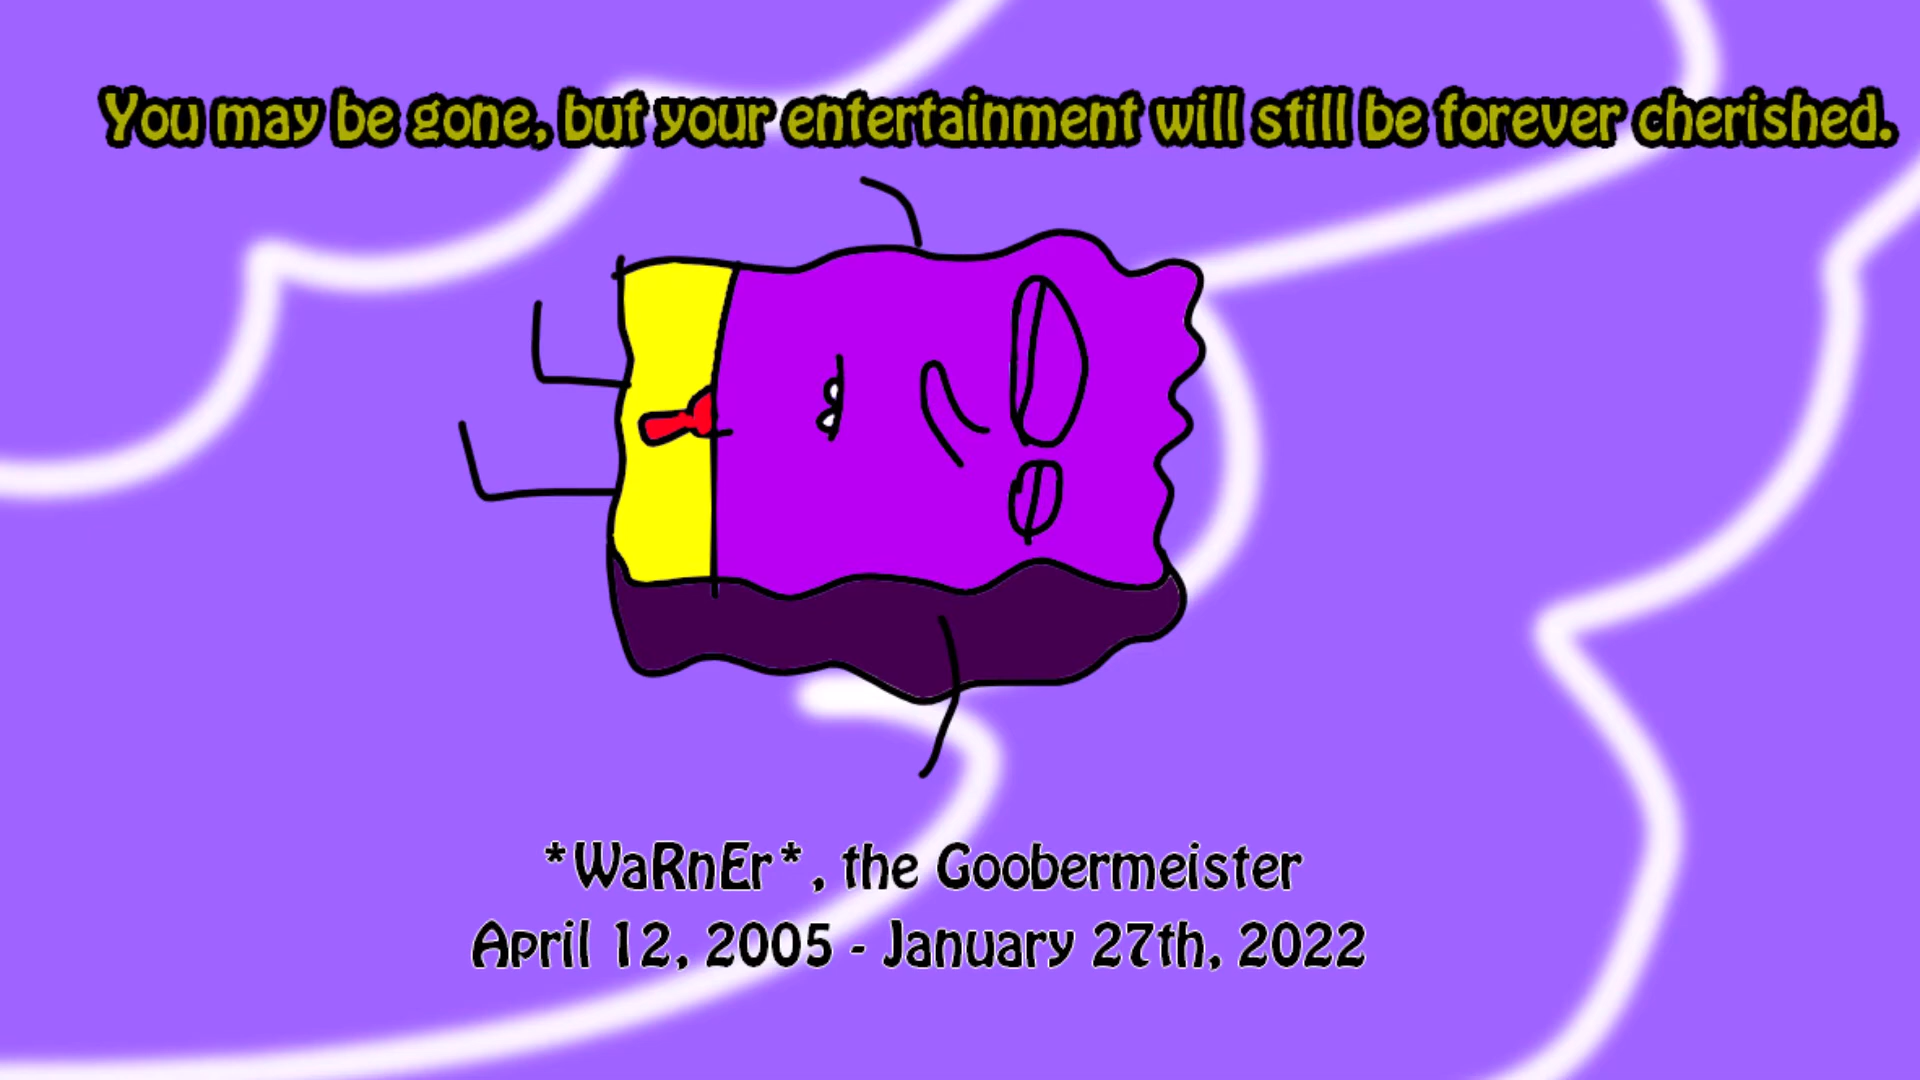 You may be gone, but your entertainment will still be forever cherished.
*WaRnEr*, the Goobermeister
April 12, 2005 - January 27th, 2022